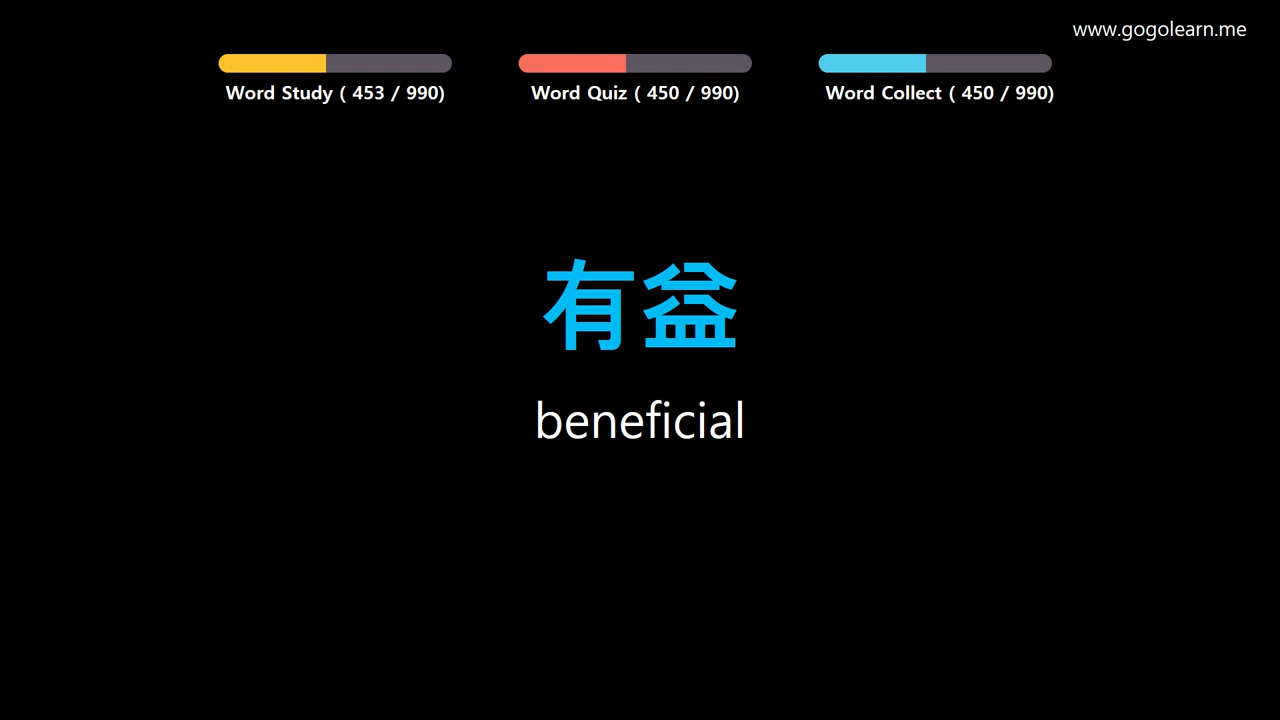 www.gogolearn.me
Word Study ( 453 / 990)
Word Quiz ( 450 / 990)
Word Collect ( 450 / 990)
有益
beneficial